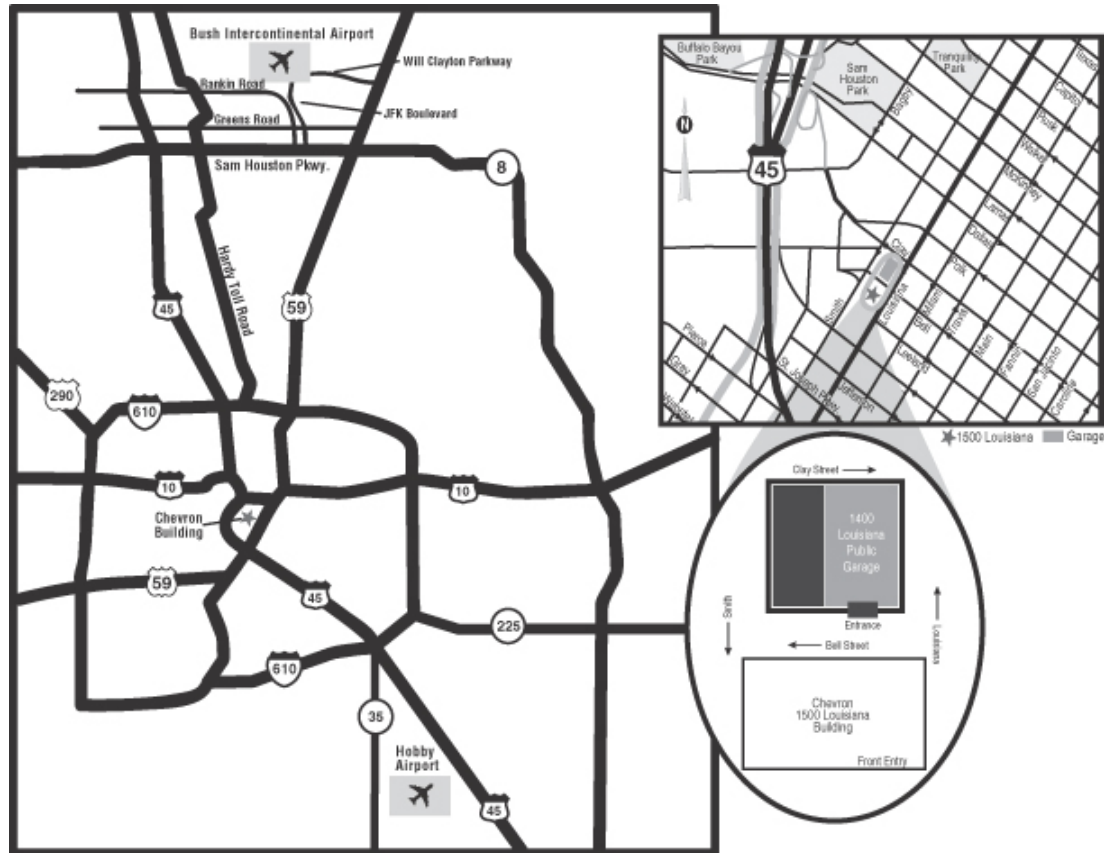 Bush Intercontinental Airport
Will Clayton Parkway
Rankin Road
JFK Boulevard
Greens Road
Sam Houston Pkwy.
8
Hardy Toll Road
45
59
290
610
10
10
Chevron
Building
59
45
225
610
35
Hobby
Airport
45
Buffalo Bayou
Park
Sam
Houston
Park
Tranquility
Park
Texas
Capitol
Rusk
Walker
McKinney
Lamar
Dallas
Polk
Bagby
N
45
Clay
Smith
Louisiana
Milam
Bell
Travis
Main
Fannin
San Jacinto
Caroline
Leeland
Jefferson
St. Joseph Pkwy.
Pierce
Gray
Webster
1500 Louisiana
Garage
Clay Street
1400
Louisiana
Public
Garage
Entrance
Smith
Louisiana
Bell Street
Chevron
1500 Louisiana
Building
Front Entry